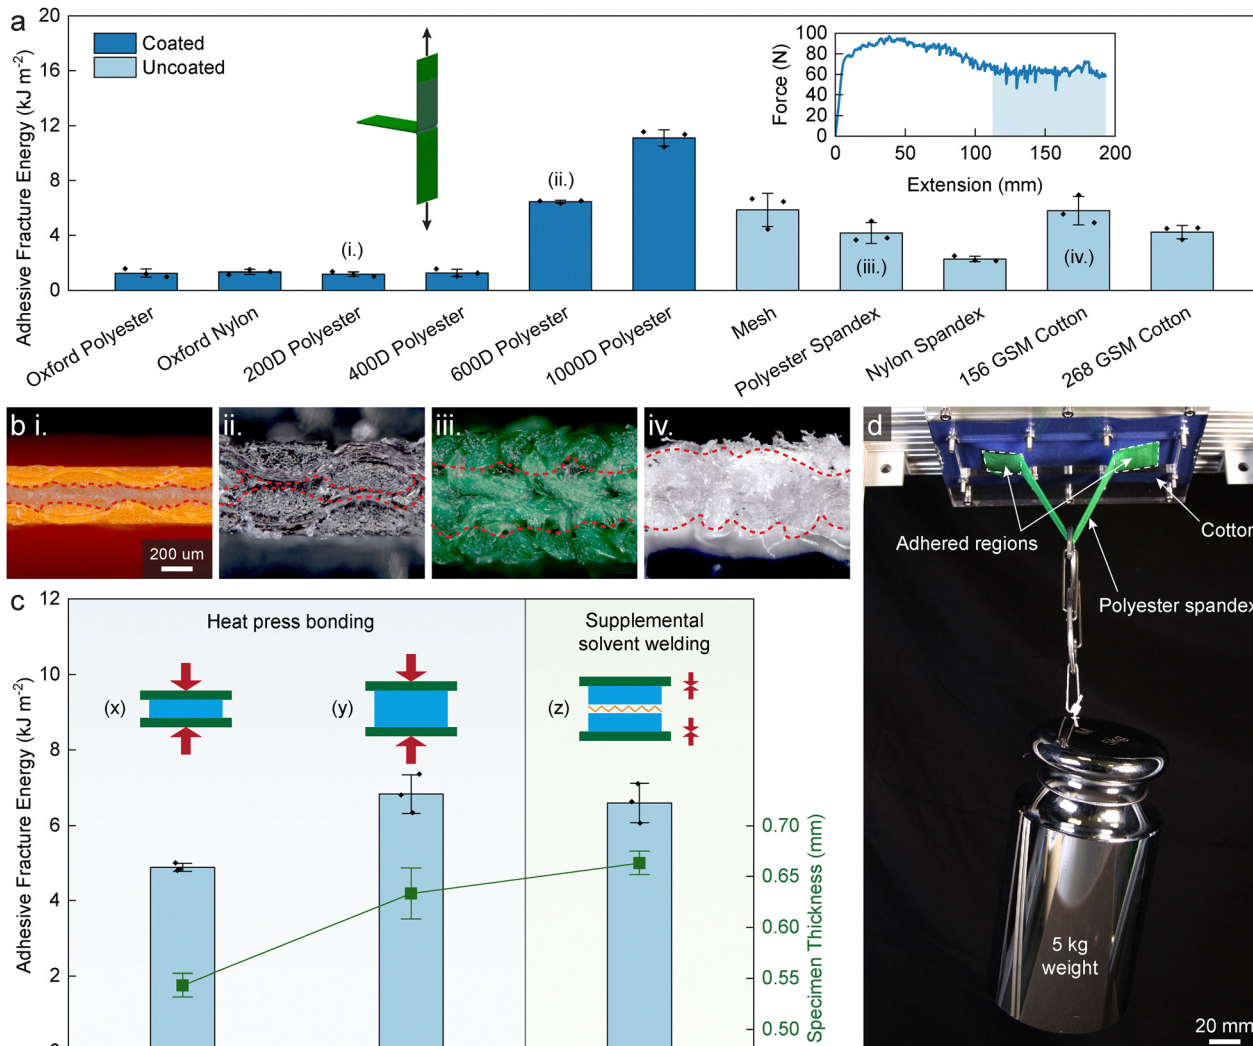 a
20
16
12
8
4
0
Adhesive Fracture Energy (kJ m⁻²)
Coated
Uncoated
(i.)
(ii.)
(iii.)
(iv.)
100
80
60
40
20
0
Force (N)
0
50
100
150
200
Extension (mm)
Oxford Polyester
Oxford Nylon
200D Polyester
400D Polyester
600D Polyester
1000D Polyester
Mesh
Polyester Spandex
Nylon Spandex
156 GSM Cotton
268 GSM Cotton
b i.
200 um
ii.
iii.
iv.
c
12
10
8
6
4
2
Adhesive Fracture Energy (kJ m⁻²)
Heat press bonding
Supplemental
solvent welding
(x)
(y)
(z)
0.70
0.65
0.60
0.55
0.50
Specimen Thickness (mm)
d
Adhered regions
Cotton
Polyester spandex
5kg
5 kg
weight
20 mm